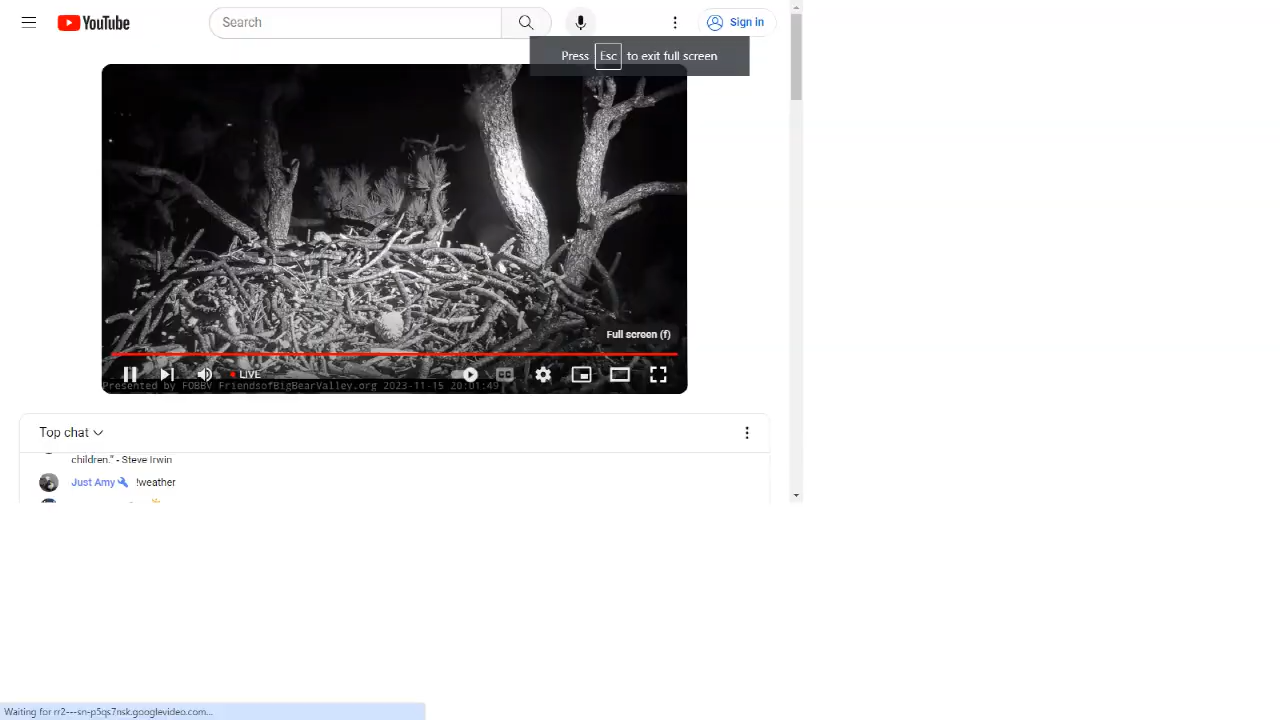 YouTube
Search
Sign in
Press Esc to exit full screen
Full screen (f)
LIVE
CC
Presented by FOBBV FriendsofBigBearValley.org 2023-11-15 20:01:49
Top chat
children." - Steve Irwin
Just Amy !weather
Waiting for rr2---sn-p5qs7nsk.googlevideo.com...